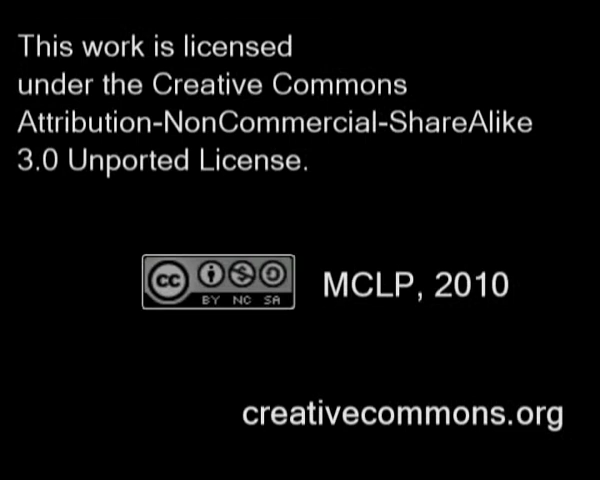 This work is licensed
under the Creative Commons
Attribution-NonCommercial-ShareAlike
3.0 Unported License.
cc
BY NC SA
MCLP, 2010
creativecommons.org